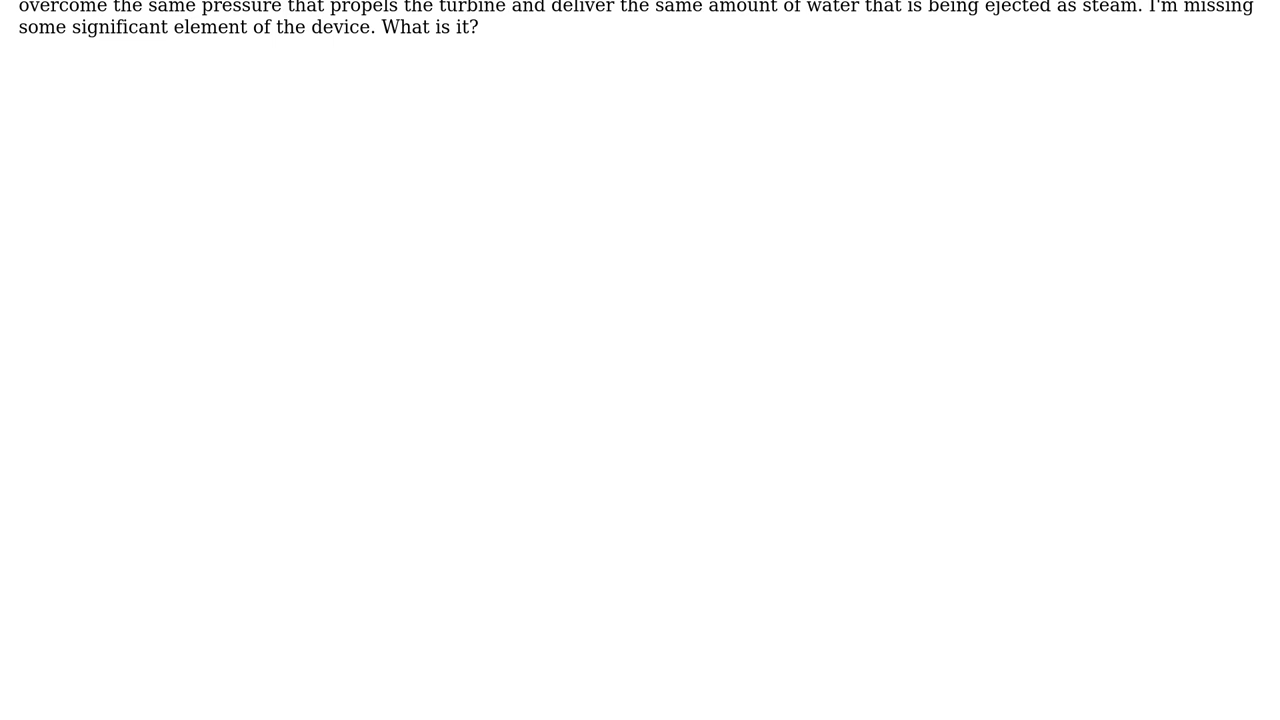 overcome the same pressure that propels the turbine and deliver the same amount of water that is being ejected as steam. I'm missing
some significant element of the device. What is it?